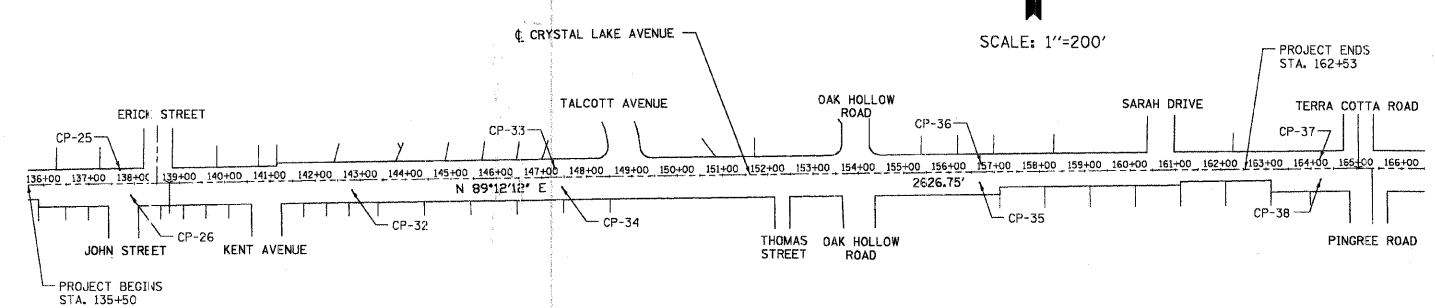 ℄ CRYSTAL LAKE AVENUE
SCALE: 1"=200'
PROJECT ENDS
STA. 162+53
ERICK STREET
TALCOTT AVENUE
OAK HOLLOW
ROAD
SARAH DRIVE
TERRA COTTA ROAD
CP-25
CP-33
CP-36
CP-37
136+00 137+00 138+00 139+00 140+00 141+00 142+00 143+00 144+00 145+00 146+00 147+00 148+00 149+00 150+00 151+00 152+00 153+00 154+00 155+00 156+00 157+00 158+00 159+00 160+00 161+00 162+00 163+00 164+00 165+00 166+00
N 89°12'12" E
2626.75'
CP-26
CP-32
CP-34
CP-35
CP-38
JOHN STREET
KENT AVENUE
THOMAS
STREET
OAK HOLLOW
ROAD
PINGREE ROAD
PROJECT BEGINS
STA. 135+50